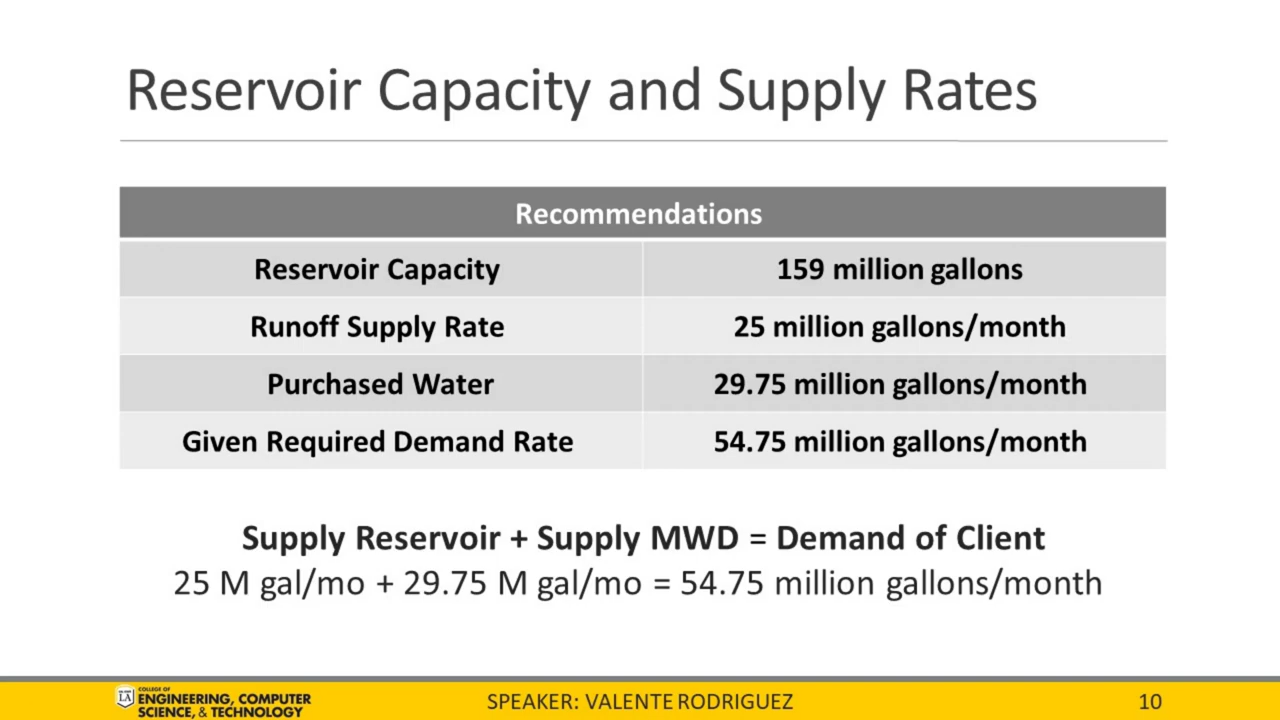 Reservoir Capacity and Supply Rates
Recommendations
Reservoir Capacity 159 million gallons
Runoff Supply Rate 25 million gallons/month
Purchased Water 29.75 million gallons/month
Given Required Demand Rate 54.75 million gallons/month
Supply Reservoir + Supply MWD = Demand of Client
25 M gal/mo + 29.75 M gal/mo = 54.75 million gallons/month
LA
COLLEGE OF
ENGINEERING, COMPUTER
SCIENCE, & TECHNOLOGY
SPEAKER: VALENTE RODRIGUEZ
10